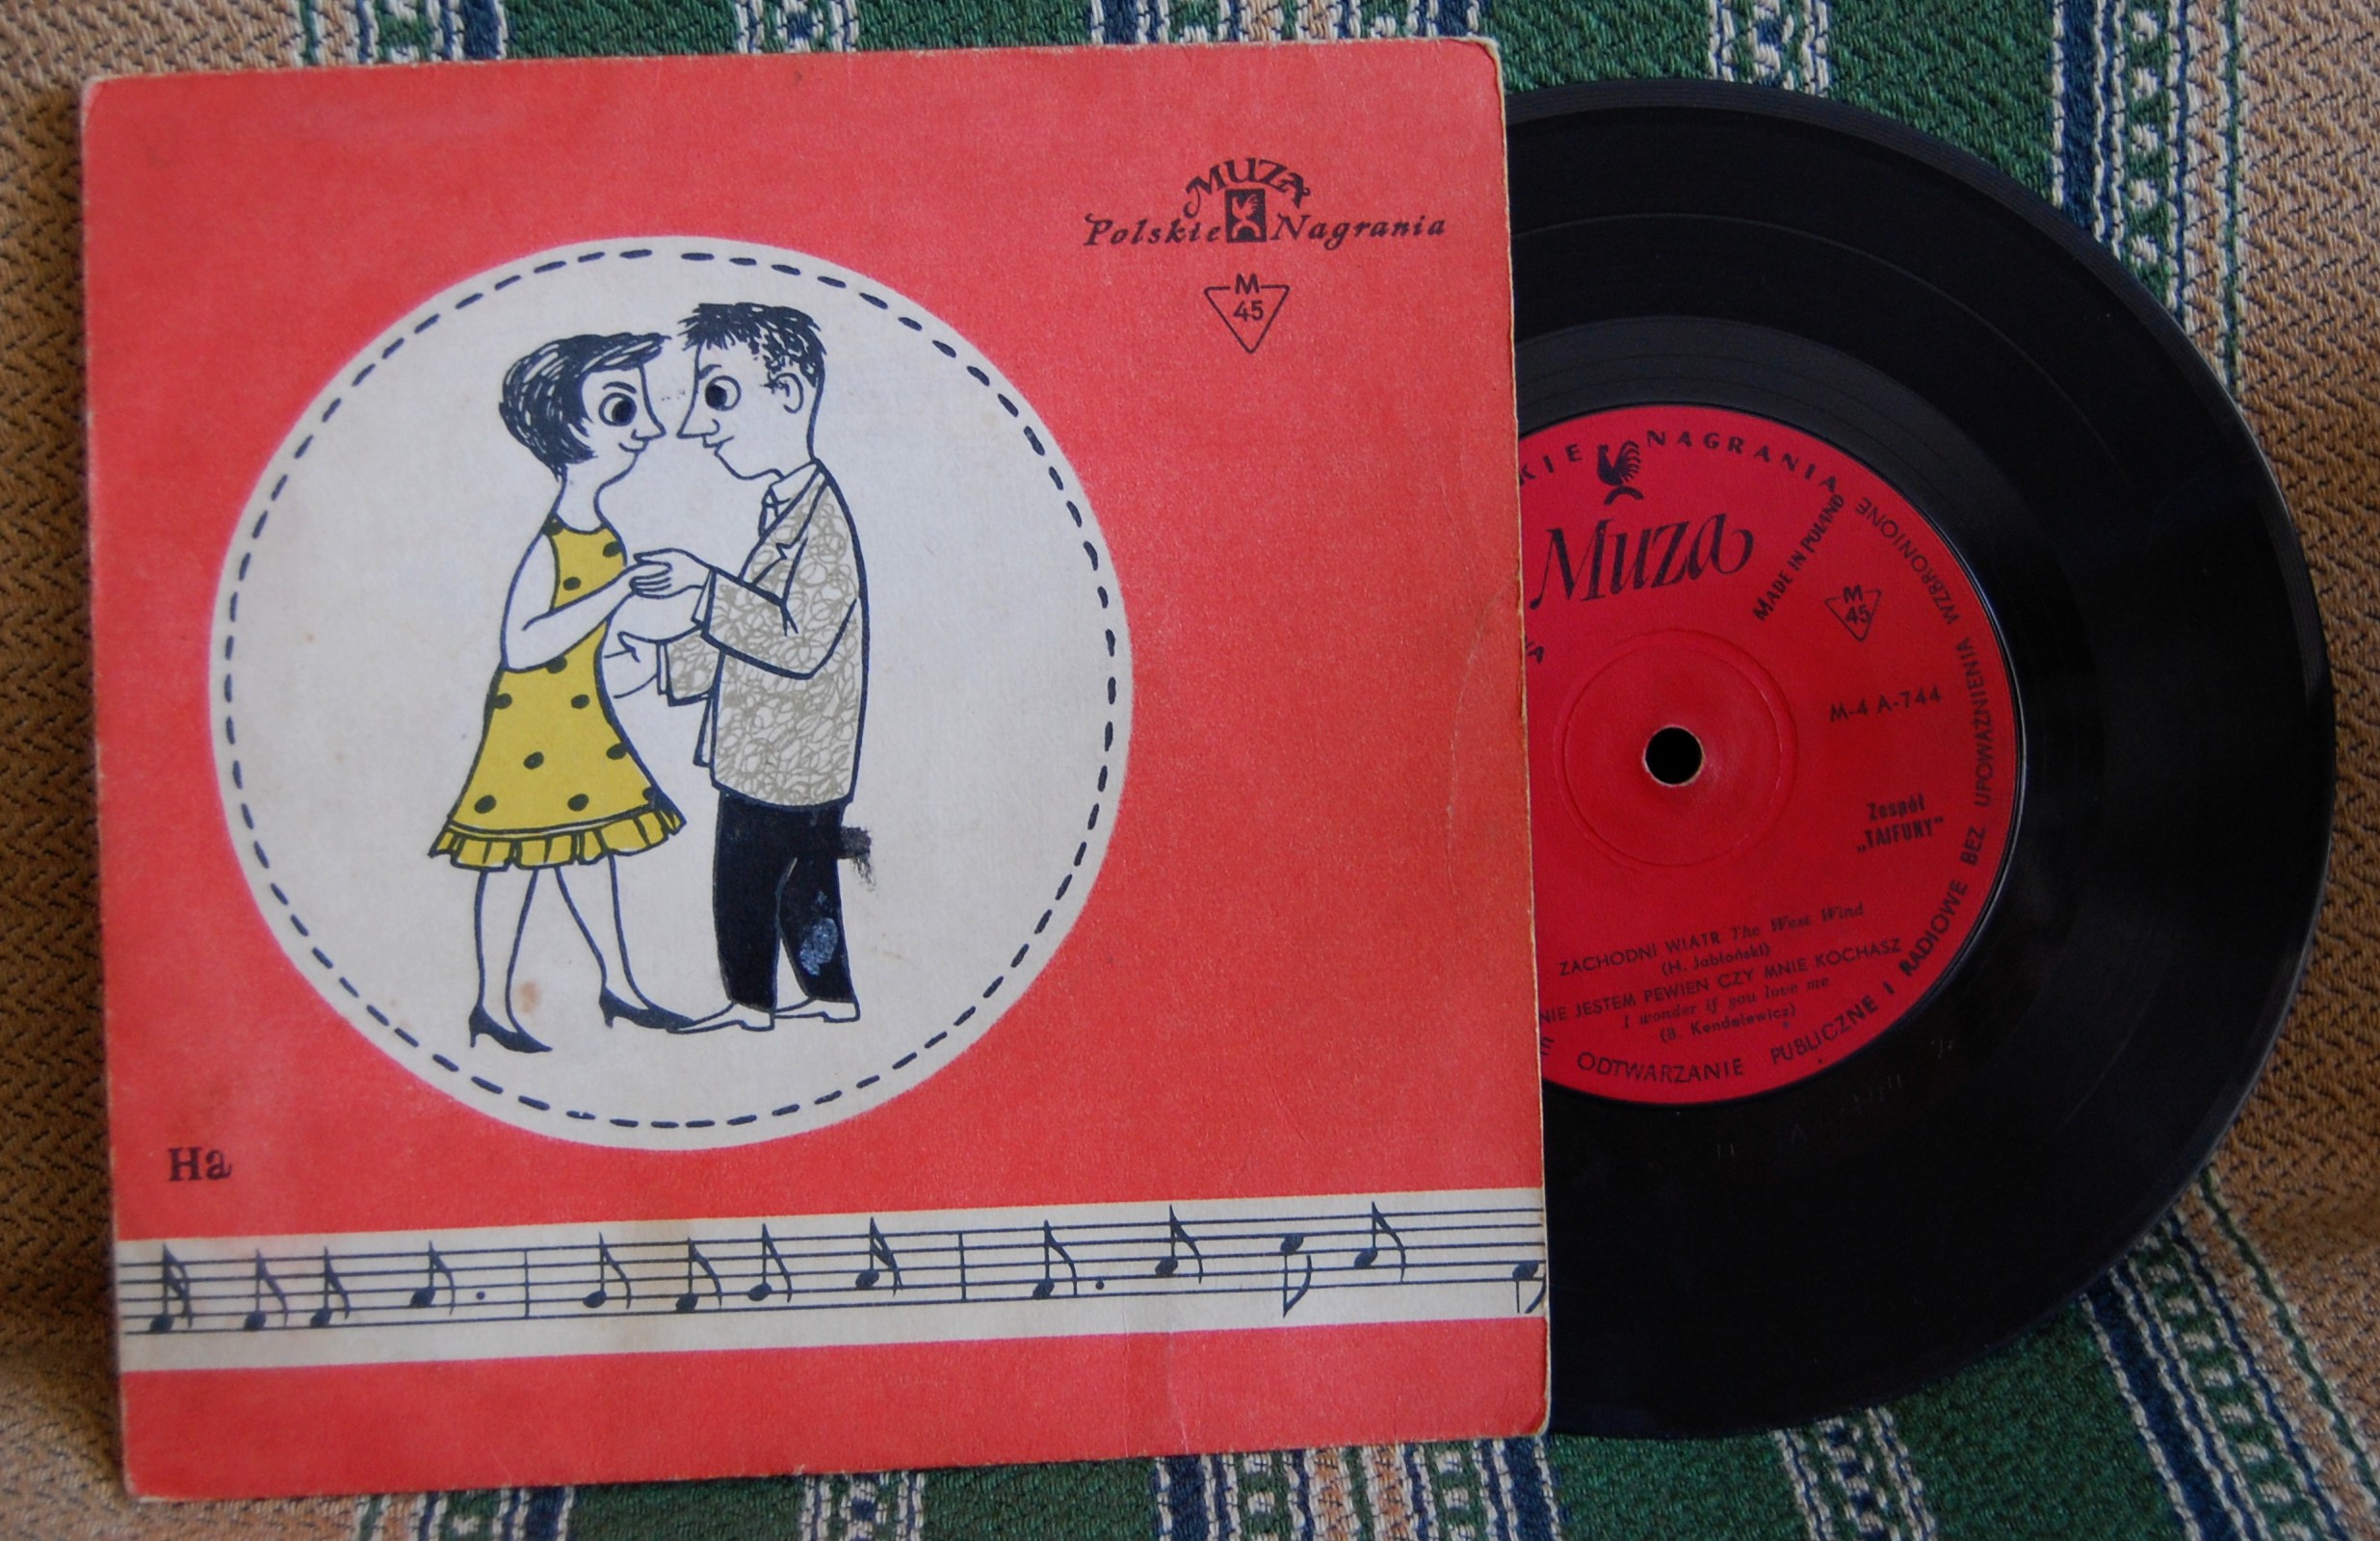 MUZA
Polskie Nagrania
M
45
Ha
KIE NAGRANIA
Muza
MADE IN POLAND
M
45
M-4 A-744
Zespół
„TAJFUNY"
ZACHODNI WIATR The West Wind
(H. Jabłoński)
NIE JESTEM PEWIEN CZY MNIE KOCHASZ
I wonder if you love me
(B. Kendelewicz)
ODTWARZANIE PUBLICZNE I RADIOWE BEZ UPOWAŻNIENIA WZBRONIONE